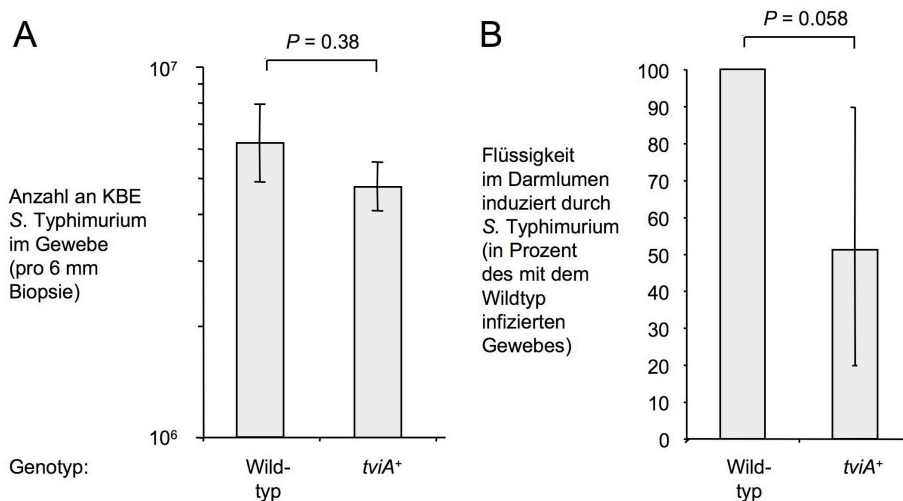 A
P = 0.38
10⁷
10⁶
Anzahl an KBE
S. Typhimurium
im Gewebe
(pro 6 mm
Biopsie)
Genotyp:
Wild-
typ
tviA⁺
B
P = 0.058
100
90
80
70
60
50
40
30
20
10
0
Flüssigkeit
im Darmlumen
induziert durch
S. Typhimurium
(in Prozent
des mit dem
Wildtyp
infizierten
Gewebes)
Wild-
typ
tviA⁺